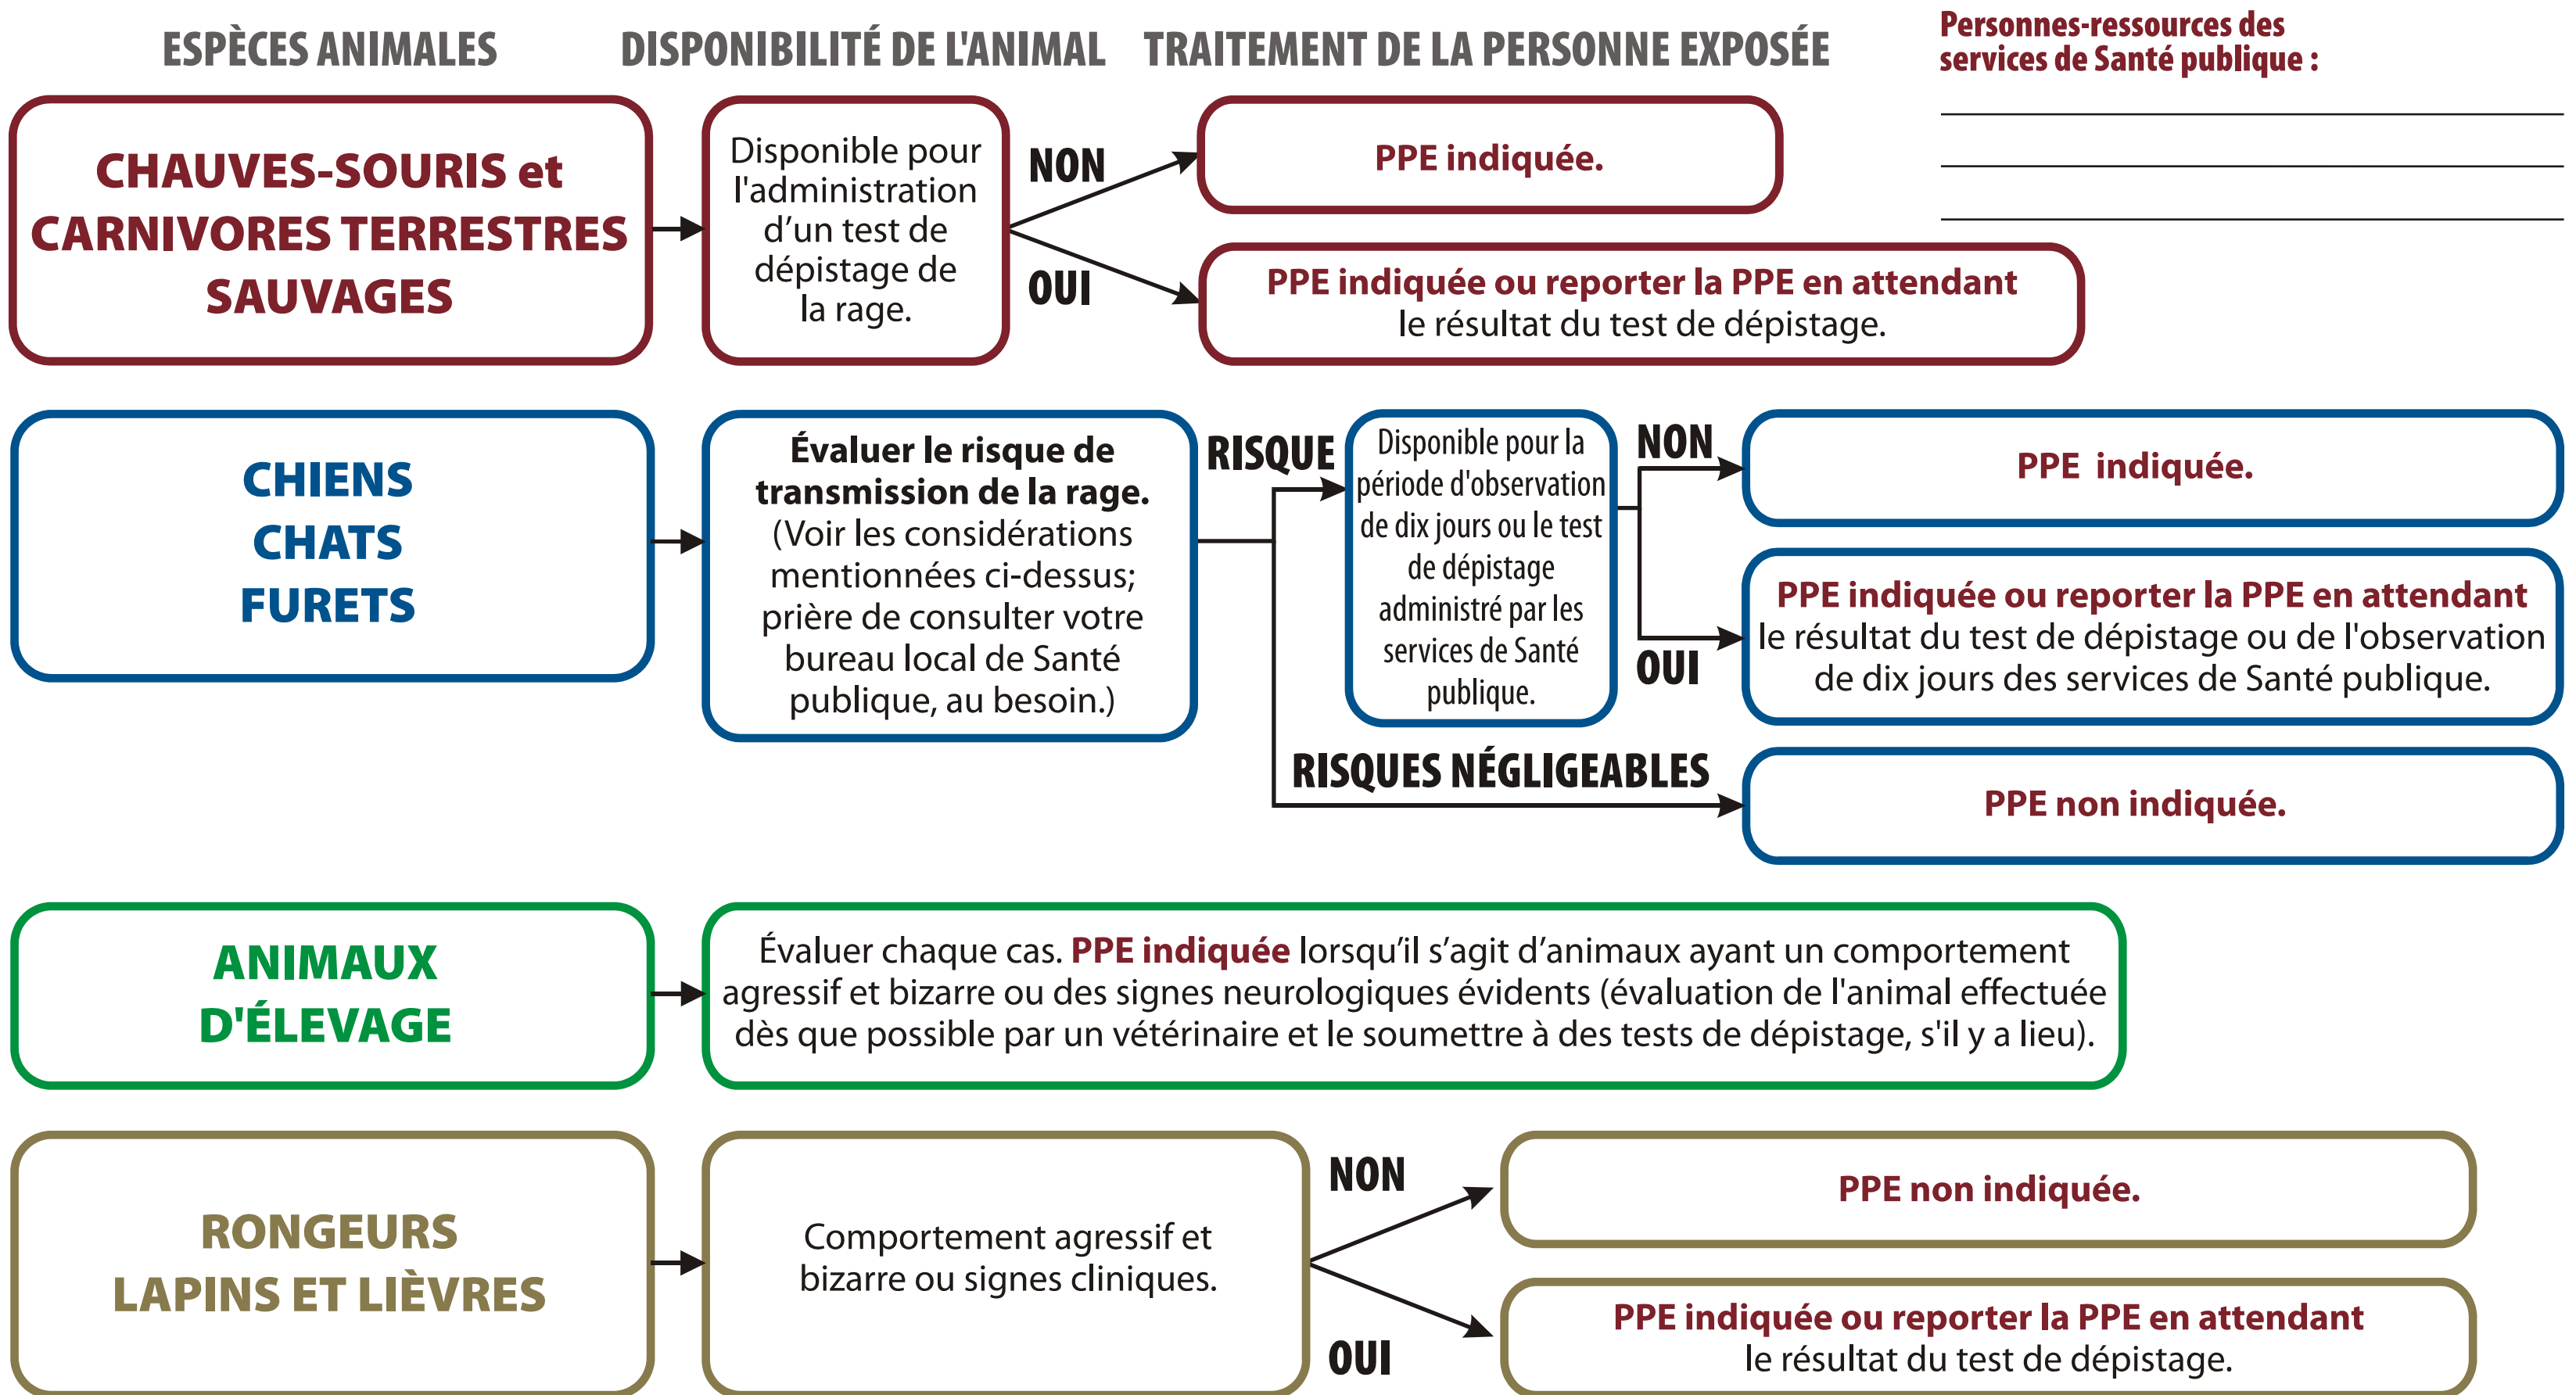 ESPÈCES ANIMALES
DISPONIBILITÉ DE L'ANIMAL
TRAITEMENT DE LA PERSONNE EXPOSÉE
Personnes-ressources des
services de Santé publique :
CHAUVES-SOURIS et
CARNIVORES TERRESTRES
SAUVAGES
Disponible pour
l'administration
d’un test de
dépistage de
la rage.
NON
PPE indiquée.
OUI
PPE indiquée ou reporter la PPE en attendant
le résultat du test de dépistage.
CHIENS
CHATS
FURETS
Évaluer le risque de
transmission de la rage.
(Voir les considérations
mentionnées ci-dessus;
prière de consulter votre
bureau local de Santé
publique, au besoin.)
RISQUE
Disponible pour la
période d'observation
de dix jours ou le test
de dépistage
administré par les
services de Santé
publique.
NON
PPE indiquée.
OUI
PPE indiquée ou reporter la PPE en attendant
le résultat du test de dépistage ou de l'observation
de dix jours des services de Santé publique.
RISQUES NÉGLIGEABLES
PPE non indiquée.
ANIMAUX
D'ÉLEVAGE
Évaluer chaque cas. PPE indiquée lorsqu’il s’agit d’animaux ayant un comportement
agressif et bizarre ou des signes neurologiques évidents (évaluation de l'animal effectuée
dès que possible par un vétérinaire et le soumettre à des tests de dépistage, s'il y a lieu).
RONGEURS
LAPINS ET LIÈVRES
Comportement agressif et
bizarre ou signes cliniques.
NON
PPE non indiquée.
OUI
PPE indiquée ou reporter la PPE en attendant
le résultat du test de dépistage.